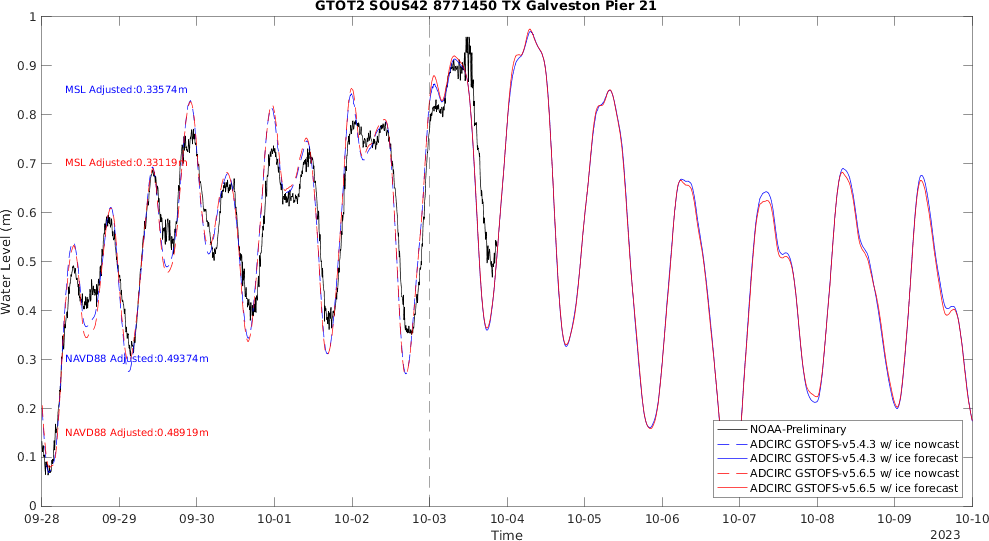 GTOT2 SOUS42 8771450 TX Galveston Pier 21
1
0.9
0.8
0.7
0.6
0.5
0.4
0.3
0.2
0.1
0
Water Level (m)
MSL Adjusted:0.33574m
MSL Adjusted:0.33119m
NAVD88 Adjusted:0.49374m
NAVD88 Adjusted:0.48919m
NOAA-Preliminary
ADCIRC GSTOFS-v5.4.3 w/ ice nowcast
ADCIRC GSTOFS-v5.4.3 w/ ice forecast
ADCIRC GSTOFS-v5.6.5 w/ ice nowcast
ADCIRC GSTOFS-v5.6.5 w/ ice forecast
09-28 09-29 09-30 10-01 10-02 10-03 10-04 10-05 10-06 10-07 10-08 10-09 10-10
Time
2023